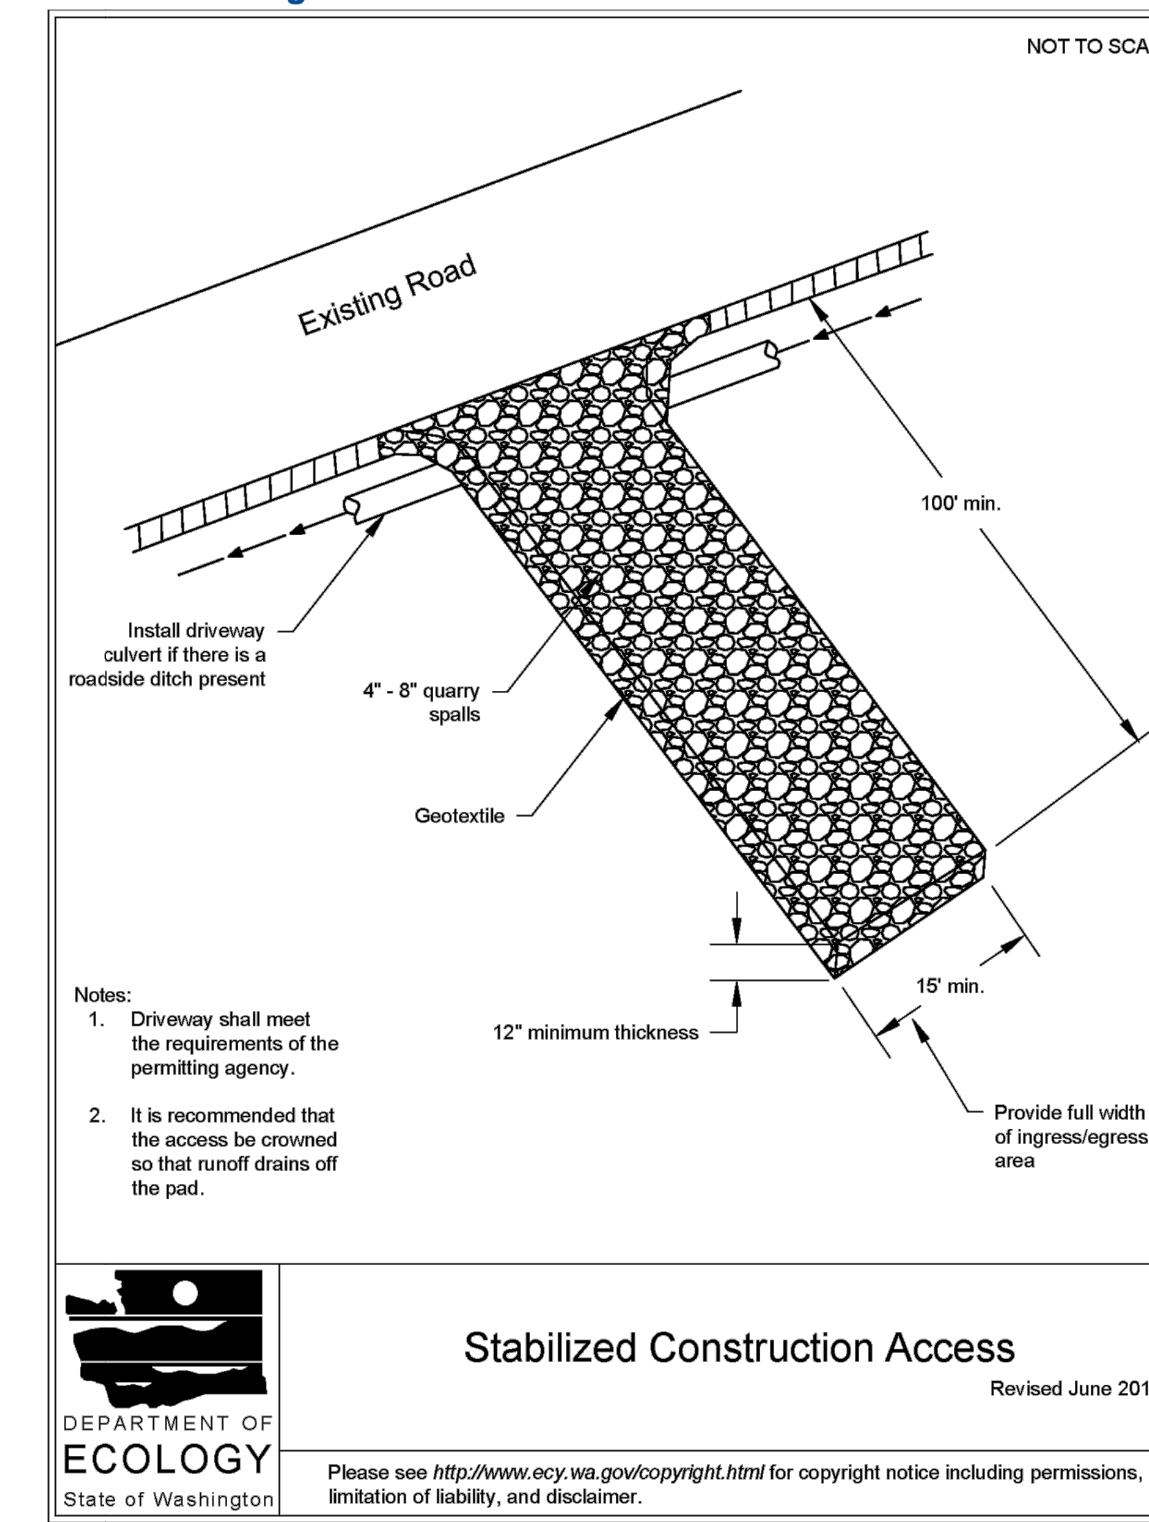 NOT TO SCA
Existing Road
100' min.
Install driveway
culvert if there is a
roadside ditch present
4" - 8" quarry
spalls
Geotextile
15' min.
12" minimum thickness
Provide full width
of ingress/egress
area
Notes:
1. Driveway shall meet
the requirements of the
permitting agency.
2. It is recommended that
the access be crowned
so that runoff drains off
the pad.
DEPARTMENT OF
ECOLOGY
State of Washington
Stabilized Construction Access
Revised June 201
Please see http://www.ecy.wa.gov/copyright.html for copyright notice including permissions,
limitation of liability, and disclaimer.